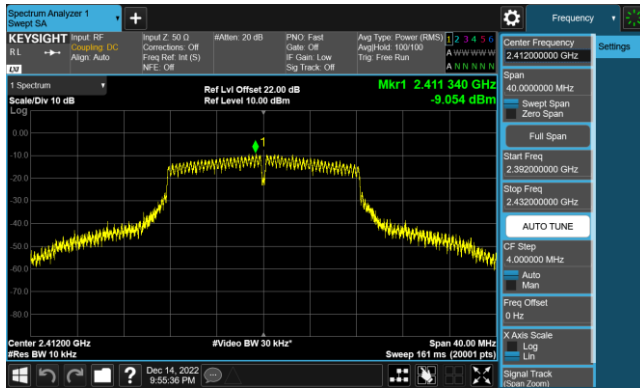 Spectrum Analyzer 1
Swept SA
Frequency
KEYSIGHT
Input: RF
Coupling: DC
Align: Auto
Input Z: 50 Ω
Corrections: Off
Freq Ref: Int (S)
NFE: Off
#Atten: 20 dB
PNO: Fast
Gate: Off
IF Gain: Low
Sig Track: Off
Avg Type: Power (RMS)
Avg|Hold: 100/100
Trig: Free Run
1 2 3 4 5 6
A W W W W W
A N N N N N
R L
LXI
1 Spectrum
Scale/Div 10 dB
Log
Ref Lvl Offset 22.00 dB
Ref Level 10.00 dBm
Mkr1 2.411 340 GHz
-9.054 dBm
1
0.00
-10.0
-20.0
-30.0
-40.0
-50.0
-60.0
-70.0
-80.0
Center 2.41200 GHz
#Res BW 10 kHz
#Video BW 30 kHz*
Span 40.00 MHz
Sweep 161 ms (20001 pts)
Center Frequency
2.412000000 GHz
Settings
Span
40.0000000 MHz
Swept Span
Zero Span
Full Span
Start Freq
2.392000000 GHz
Stop Freq
2.432000000 GHz
AUTO TUNE
CF Step
4.000000 MHz
Auto
Man
Freq Offset
0 Hz
X Axis Scale
Log
Lin
Signal Track
(Span Zoom)
?
Dec 14, 2022
9:55:36 PM